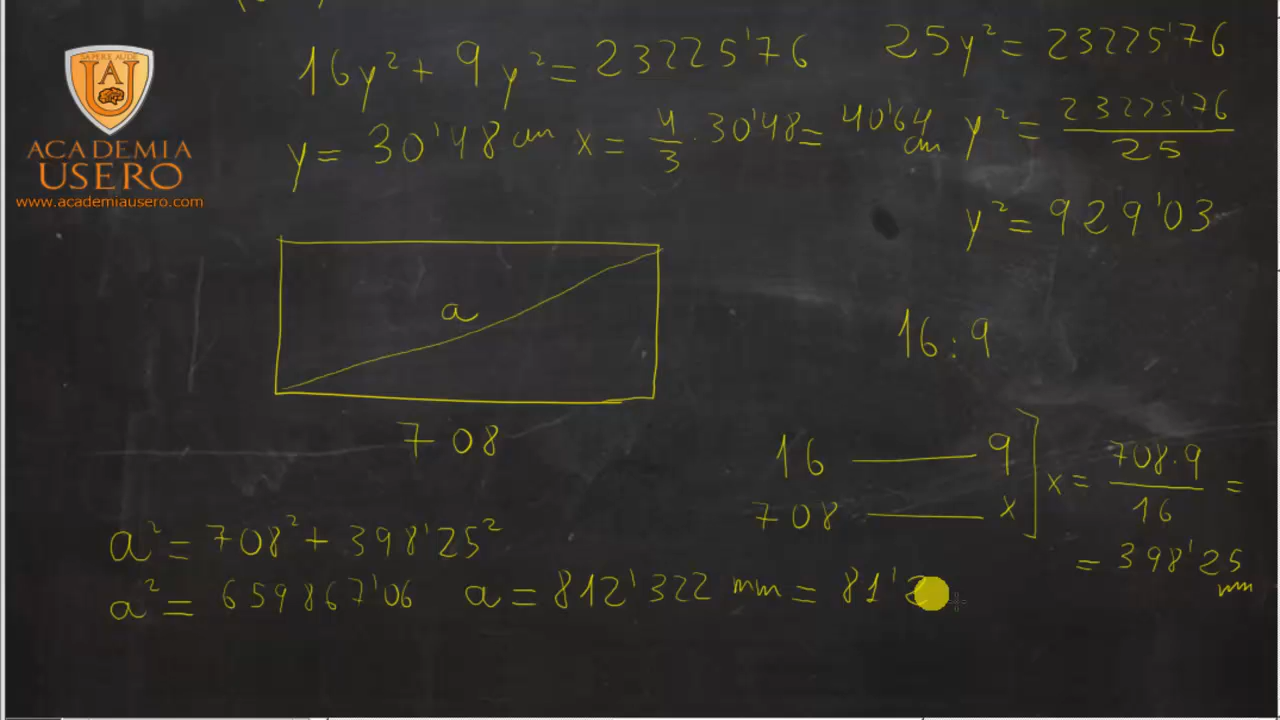 16y² + 9y² = 23225'76
25y² = 23225'76
y = 30'48 cm
x = 4/3 · 30'48 = 40'64 cm
y² = 23225'76 / 25
y² = 929'03
SAPERE AUDE
UA
ACADEMIA
USERO
www.academiausero.com
a
16:9
708
16 — 9
708 — x
x = 708·9 / 16 =
= 398'25 mm
a² = 708² + 398'25²
a² = 659867'06
a = 812'322 mm = 81'2